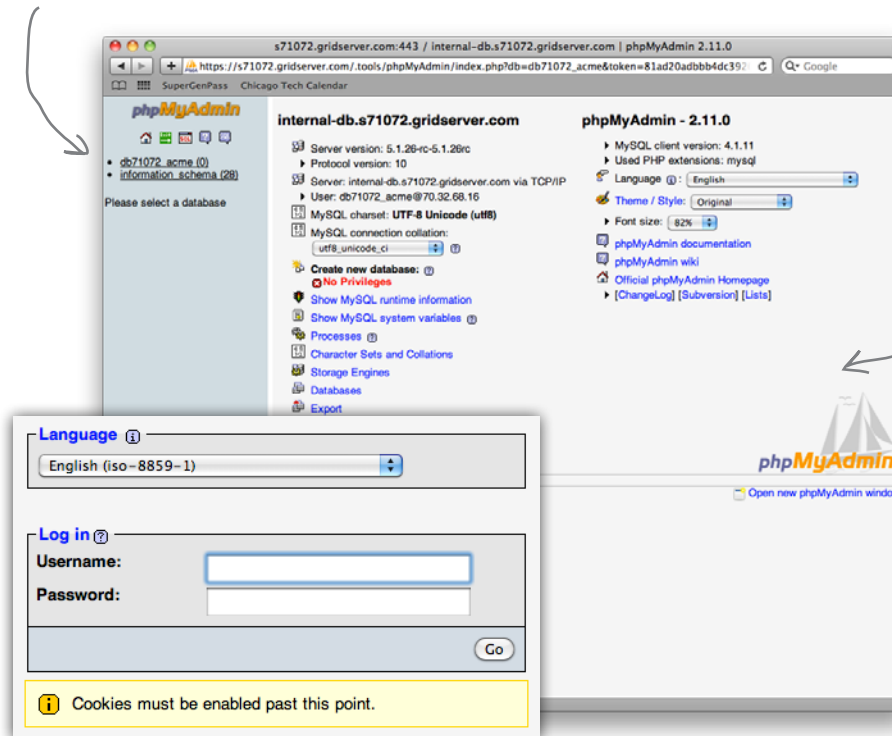 s71072.gridserver.com:443 / internal-db.s71072.gridserver.com | phpMyAdmin 2.11.0
https://s71072.gridserver.com/.tools/phpMyAdmin/index.php?db=db71072_acme&token=81ad20adbbb4dc392
Google
SuperGenPass Chicago Tech Calendar
phpMyAdmin
db71072_acme (0)
information_schema (28)
Please select a database
internal-db.s71072.gridserver.com
Server version: 5.1.26-rc-5.1.26rc
Protocol version: 10
Server: internal-db.s71072.gridserver.com via TCP/IP
User: db71072_acme@70.32.68.16
MySQL charset: UTF-8 Unicode (utf8)
MySQL connection collation:
utf8_unicode_ci
Create new database:
No Privileges
Show MySQL runtime information
Show MySQL system variables
Processes
Character Sets and Collations
Storage Engines
Databases
Export
phpMyAdmin - 2.11.0
MySQL client version: 4.1.11
Used PHP extensions: mysql
Language : English
Theme / Style: Original
Font size: 82%
phpMyAdmin documentation
phpMyAdmin wiki
Official phpMyAdmin Homepage
[ChangeLog] [Subversion] [Lists]
phpMyAdmin
Open new phpMyAdmin windo
Language
English (iso-8859-1)
Log in
Username:
Password:
Go
Cookies must be enabled past this point.